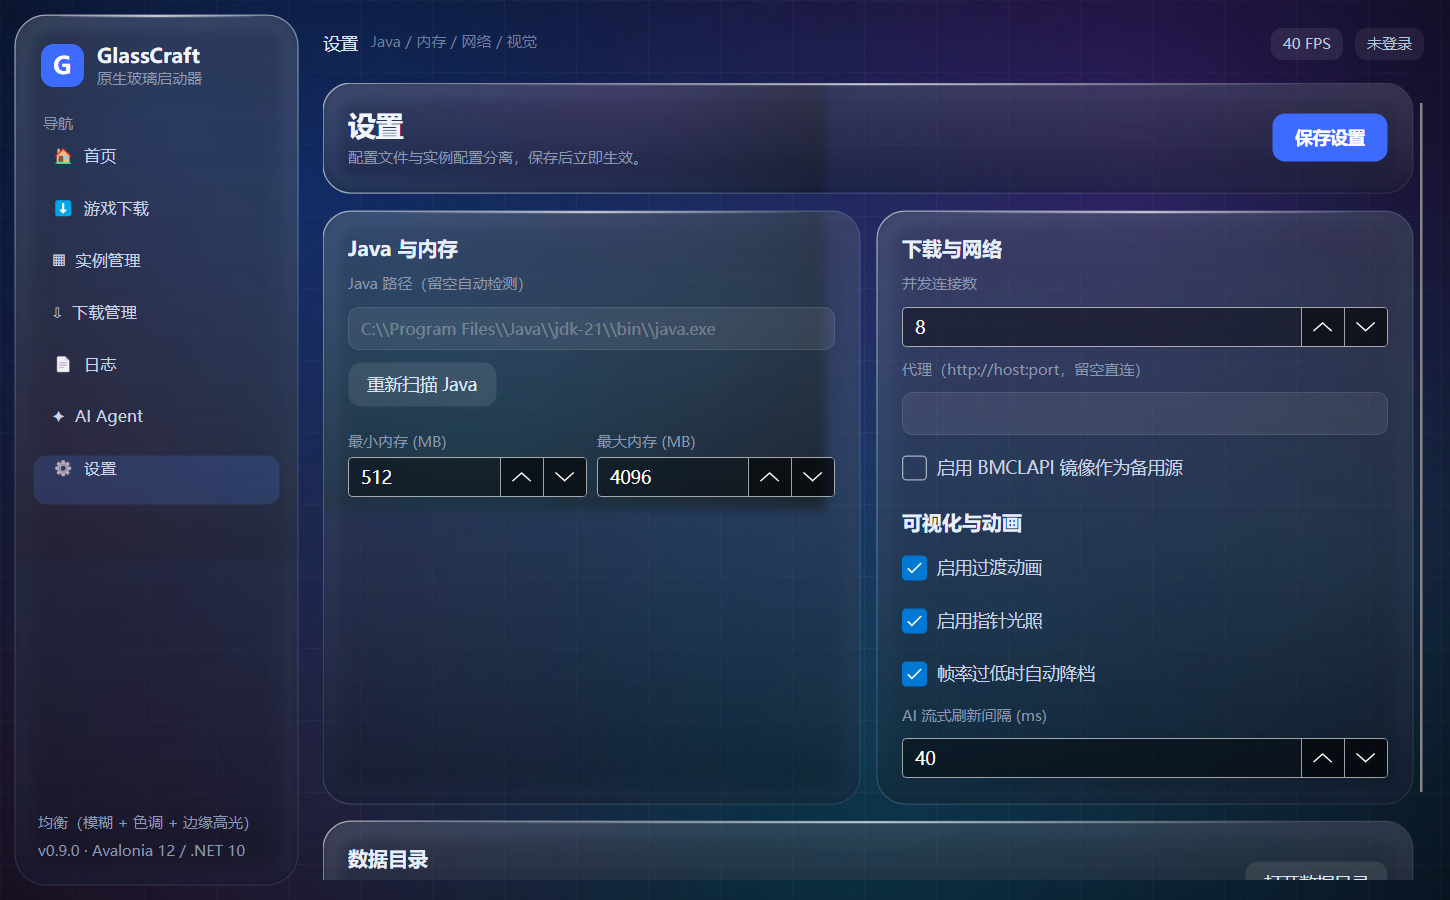 G
GlassCraft
原生玻璃启动器
导航
首页
游戏下载
实例管理
下载管理
日志
AI Agent
设置
均衡（模糊 + 色调 + 边缘高光）
v0.9.0 · Avalonia 12 / .NET 10
设置
Java / 内存 / 网络 / 视觉
40 FPS
未登录
设置
配置文件与实例配置分离，保存后立即生效。
保存设置
Java 与内存
Java 路径（留空自动检测）
C:\\Program Files\\Java\\jdk-21\\bin\\java.exe
重新扫描 Java
最小内存 (MB)
最大内存 (MB)
512
4096
下载与网络
并发连接数
8
代理（http://host:port，留空直连）
启用 BMCLAPI 镜像作为备用源
可视化与动画
启用过渡动画
启用指针光照
帧率过低时自动降档
AI 流式刷新间隔 (ms)
40
数据目录
打开数据目录